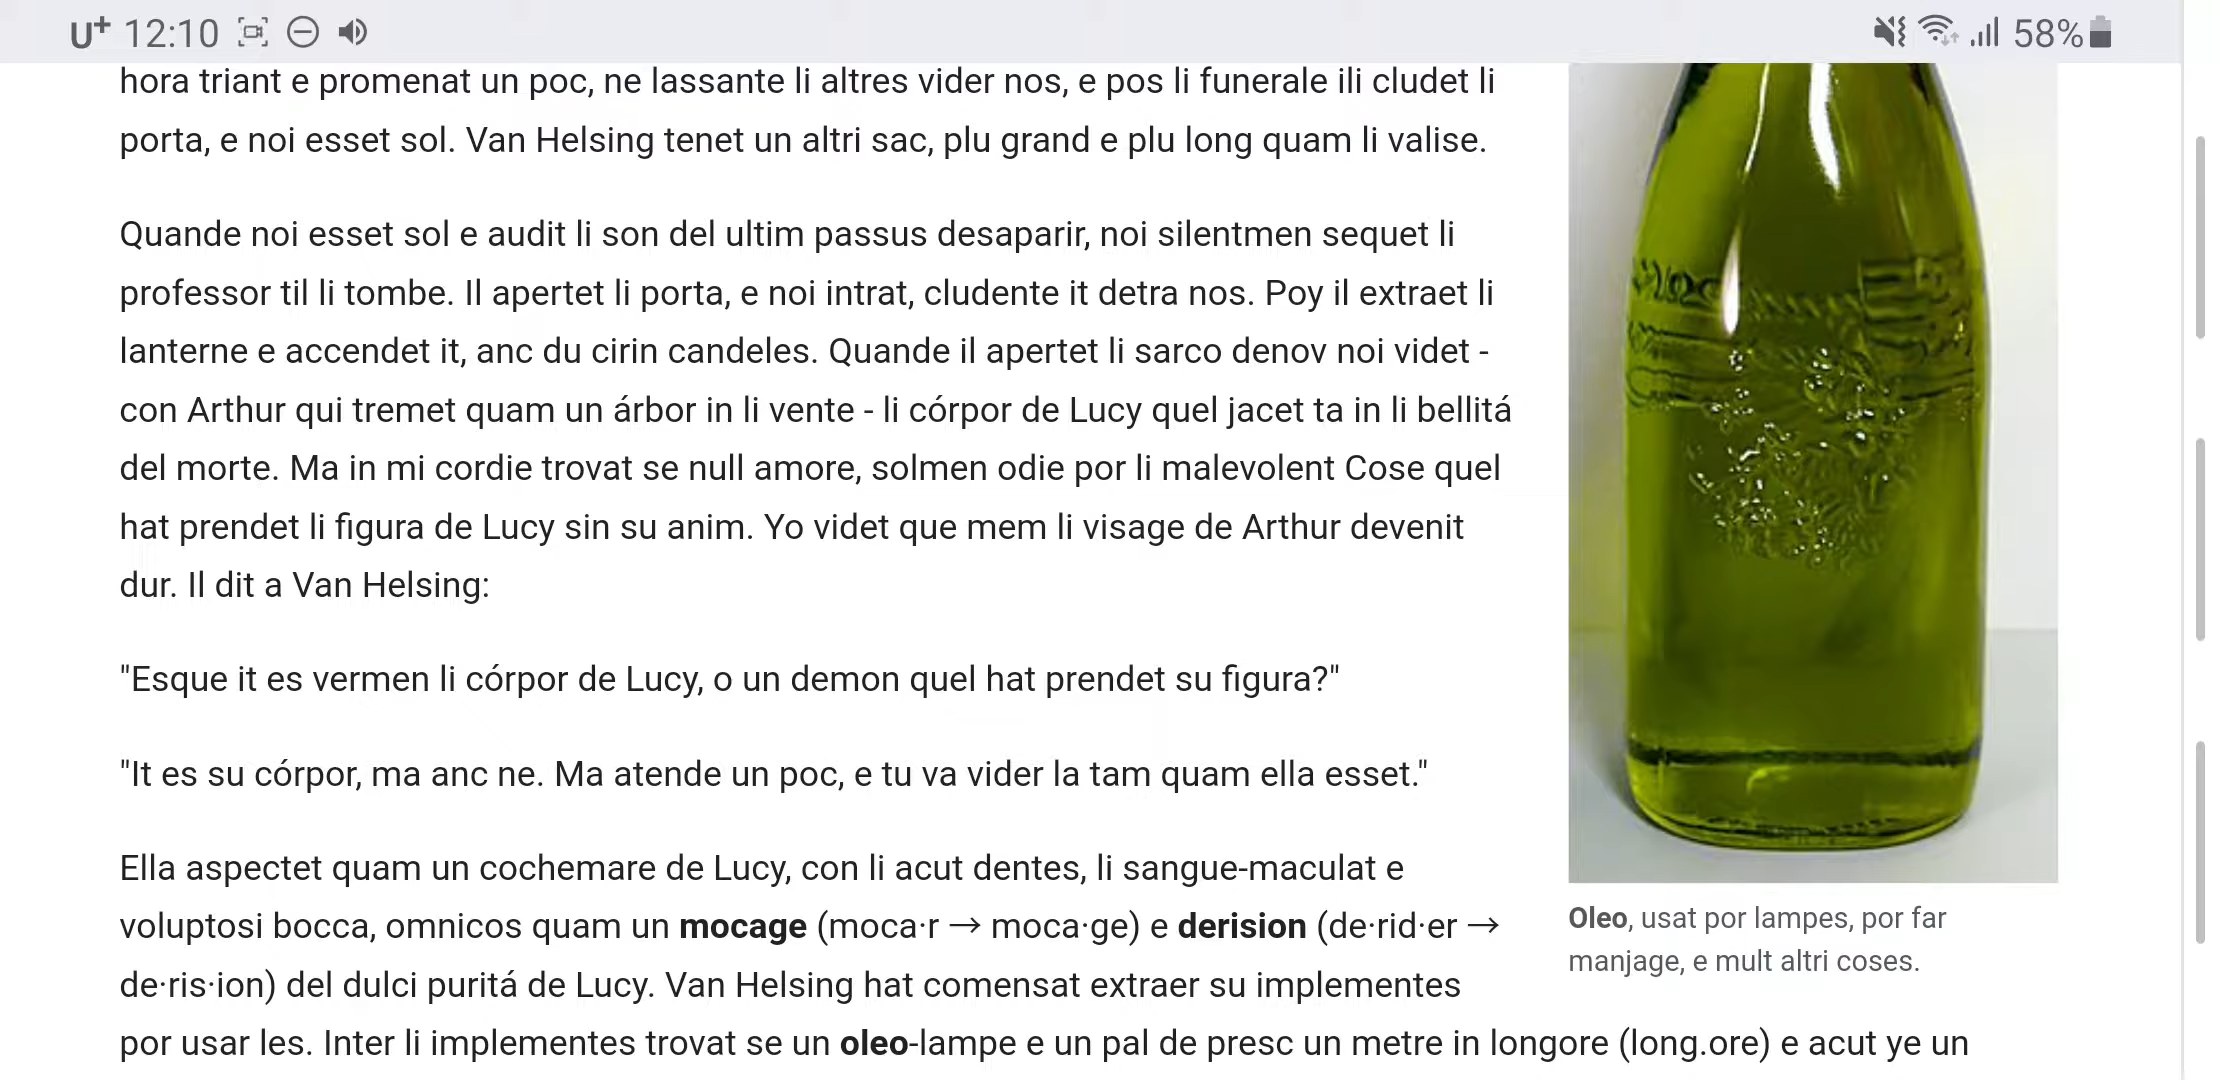 U+ 12:10
58%
hora triant e promenat un poc, ne lassante li altres vider nos, e pos li funerale ili cludet li
porta, e noi esset sol. Van Helsing tenet un altri sac, plu grand e plu long quam li valise.
Quande noi esset sol e audit li son del ultim passus desaparir, noi silentmen sequet li
professor til li tombe. Il apertet li porta, e noi intrat, cludente it detra nos. Poy il extraet li
lanterne e accendet it, anc du cirin candeles. Quande il apertet li sarco denov noi videt -
con Arthur qui tremet quam un árbor in li vente - li córpor de Lucy quel jacet ta in li bellitá
del morte. Ma in mi cordie trovat se null amore, solmen odie por li malevolent Cose quel
hat prendet li figura de Lucy sin su anim. Yo videt que mem li visage de Arthur devenit
dur. Il dit a Van Helsing:
"Esque it es vermen li córpor de Lucy, o un demon quel hat prendet su figura?"
"It es su córpor, ma anc ne. Ma atende un poc, e tu va vider la tam quam ella esset."
Ella aspectet quam un cochemare de Lucy, con li acut dentes, li sangue-maculat e
voluptosi bocca, omnicos quam un mocage (moca·r → moca·ge) e derision (de·rid·er →
de·ris·ion) del dulci puritá de Lucy. Van Helsing hat comensat extraer su implementes
por usar les. Inter li implementes trovat se un oleo-lampe e un pal de presc un metre in longore (long.ore) e acut ye un
Oleo, usat por lampes, por far
manjage, e mult altri coses.